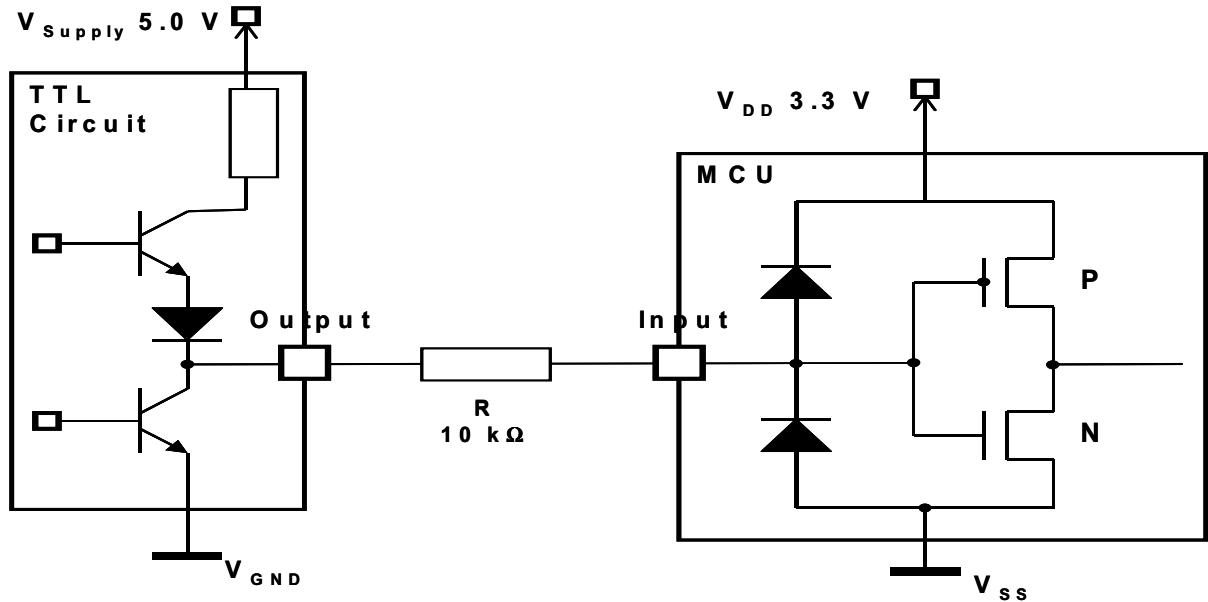 V Supply 5.0 V
TTL
Circuit
V DD 3.3 V
MCU
Output
Input
P
R
10 kΩ
N
V GND
V SS